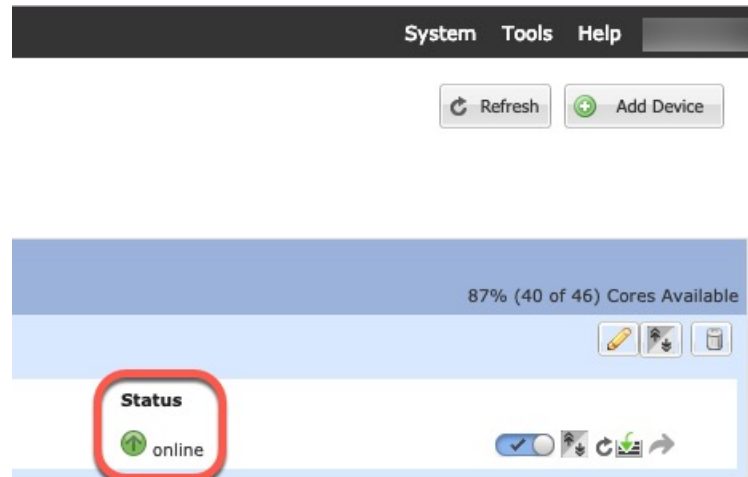 System Tools Help
Refresh Add Device
87% (40 of 46) Cores Available
Status
online